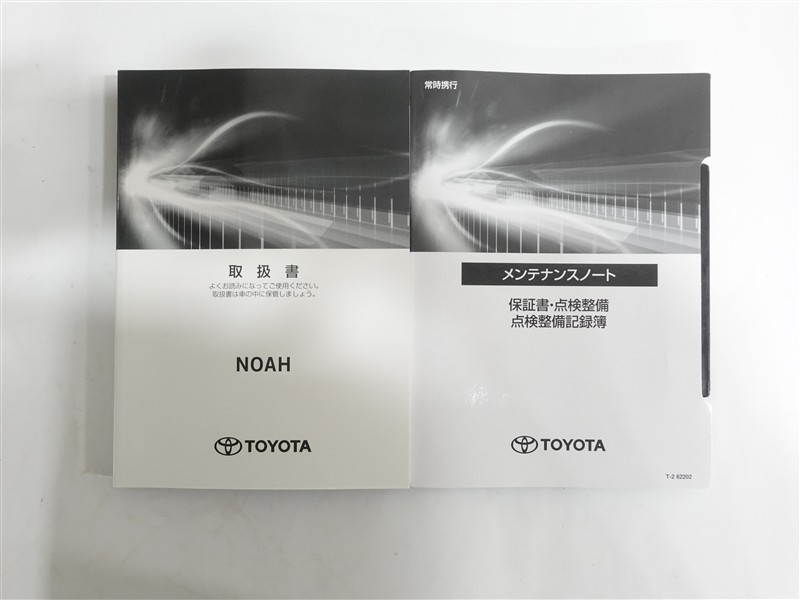 取扱書
よくお読みになってご使用ください。
取扱書は車の中に保管しましょう。
NOAH
TOYOTA
常時携行
メンテナンスノート
保証書・点検整備
点検整備記録簿
TOYOTA
T-2 62202